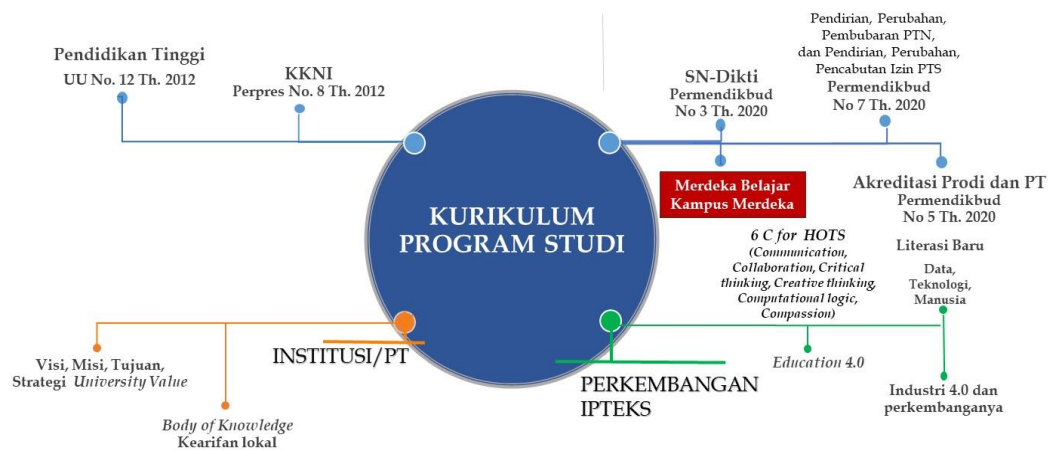 Pendidikan Tinggi
UU No. 12 Th. 2012
KKNI
Perpres No. 8 Th. 2012
SN-Dikti
Permendikbud
No 3 Th. 2020
Pendirian, Perubahan,
Pembubaran PTN,
dan Pendirian, Perubahan,
Pencabutan Izin PTS
Permendikbud
No 7 Th. 2020
Merdeka Belajar
Kampus Merdeka
Akreditasi Prodi dan PT
Permendikbud
No 5 Th. 2020
KURIKULUM
PROGRAM STUDI
6 C for HOTS
(Communication,
Collaboration, Critical
thinking, Creative thinking,
Computational logic,
Compassion)
Literasi Baru
Data,
Teknologi,
Manusia
INSTITUSI/PT
Visi, Misi, Tujuan,
Strategi University Value
Body of Knowledge
Kearifan lokal
PERKEMBANGAN
IPTEKS
Education 4.0
Industri 4.0 dan
perkembanganya